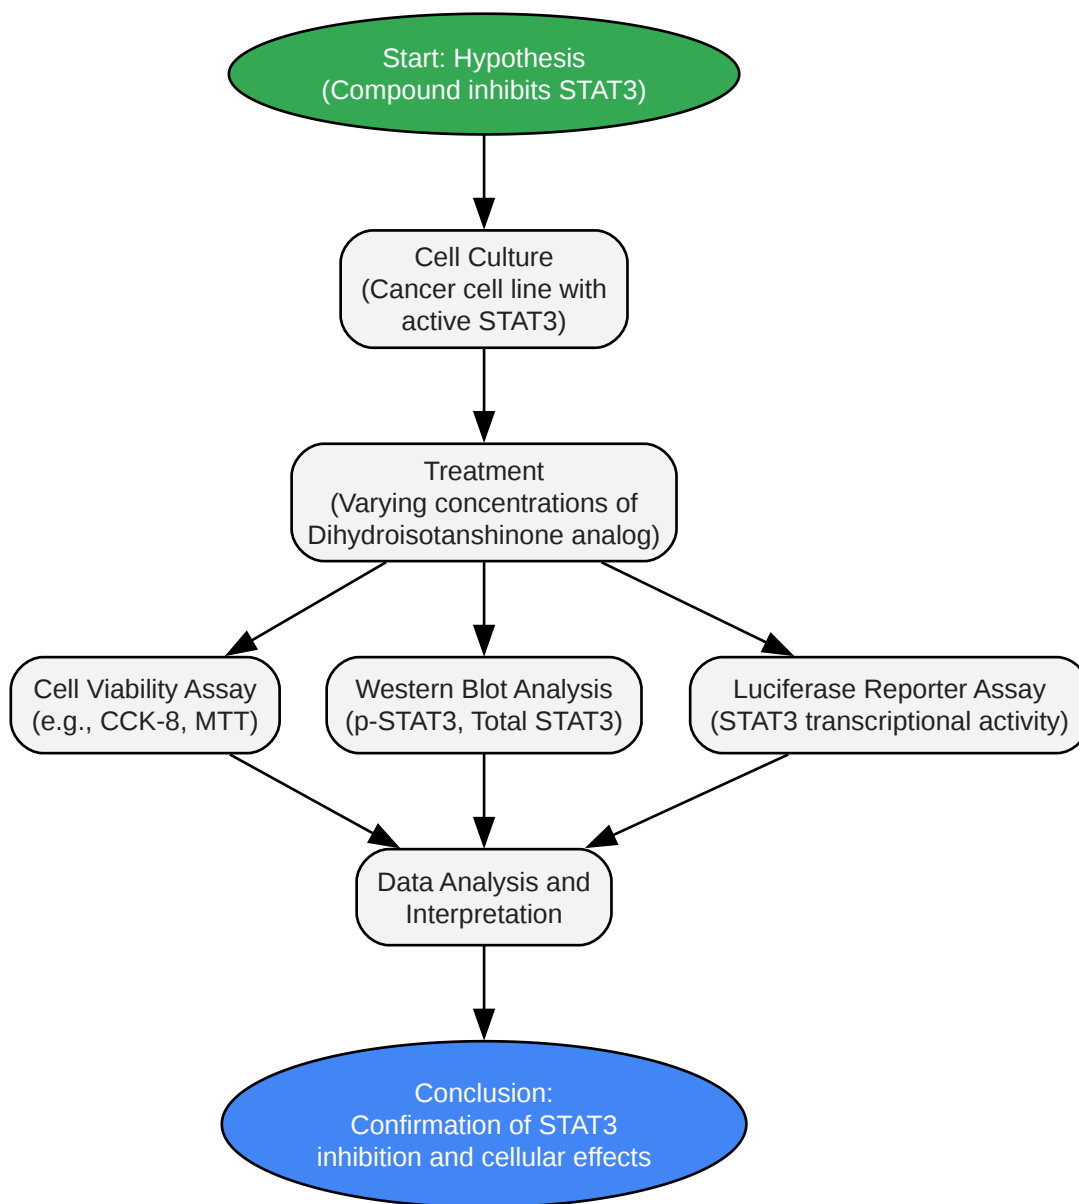 Start: Hypothesis
(Compound inhibits STAT3)
Cell Culture
(Cancer cell line with
active STAT3)
Treatment
(Varying concentrations of
Dihydroisotanshinone analog)
Cell Viability Assay
(e.g., CCK-8, MTT)
Western Blot Analysis
(p-STAT3, Total STAT3)
Luciferase Reporter Assay
(STAT3 transcriptional activity)
Data Analysis and
Interpretation
Conclusion:
Confirmation of STAT3
inhibition and cellular effects